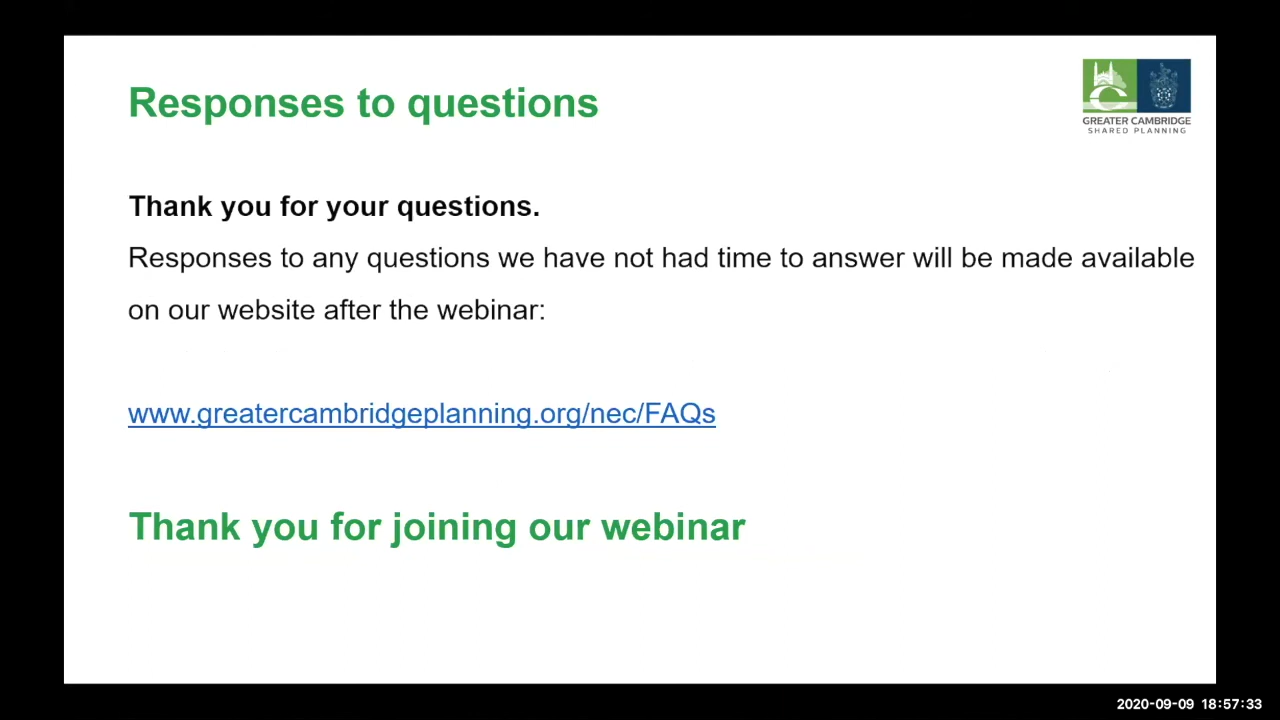 Responses to questions
GREATER CAMBRIDGE
SHARED PLANNING
Thank you for your questions.
Responses to any questions we have not had time to answer will be made available
on our website after the webinar:
www.greatercambridgeplanning.org/nec/FAQs
Thank you for joining our webinar
2020-09-09 18:57:33